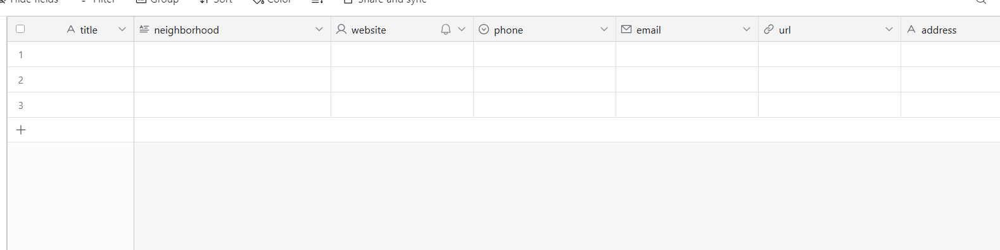 Hide fields Filter Group Sort Color Share and sync
title neighborhood website phone email url address
1
2
3